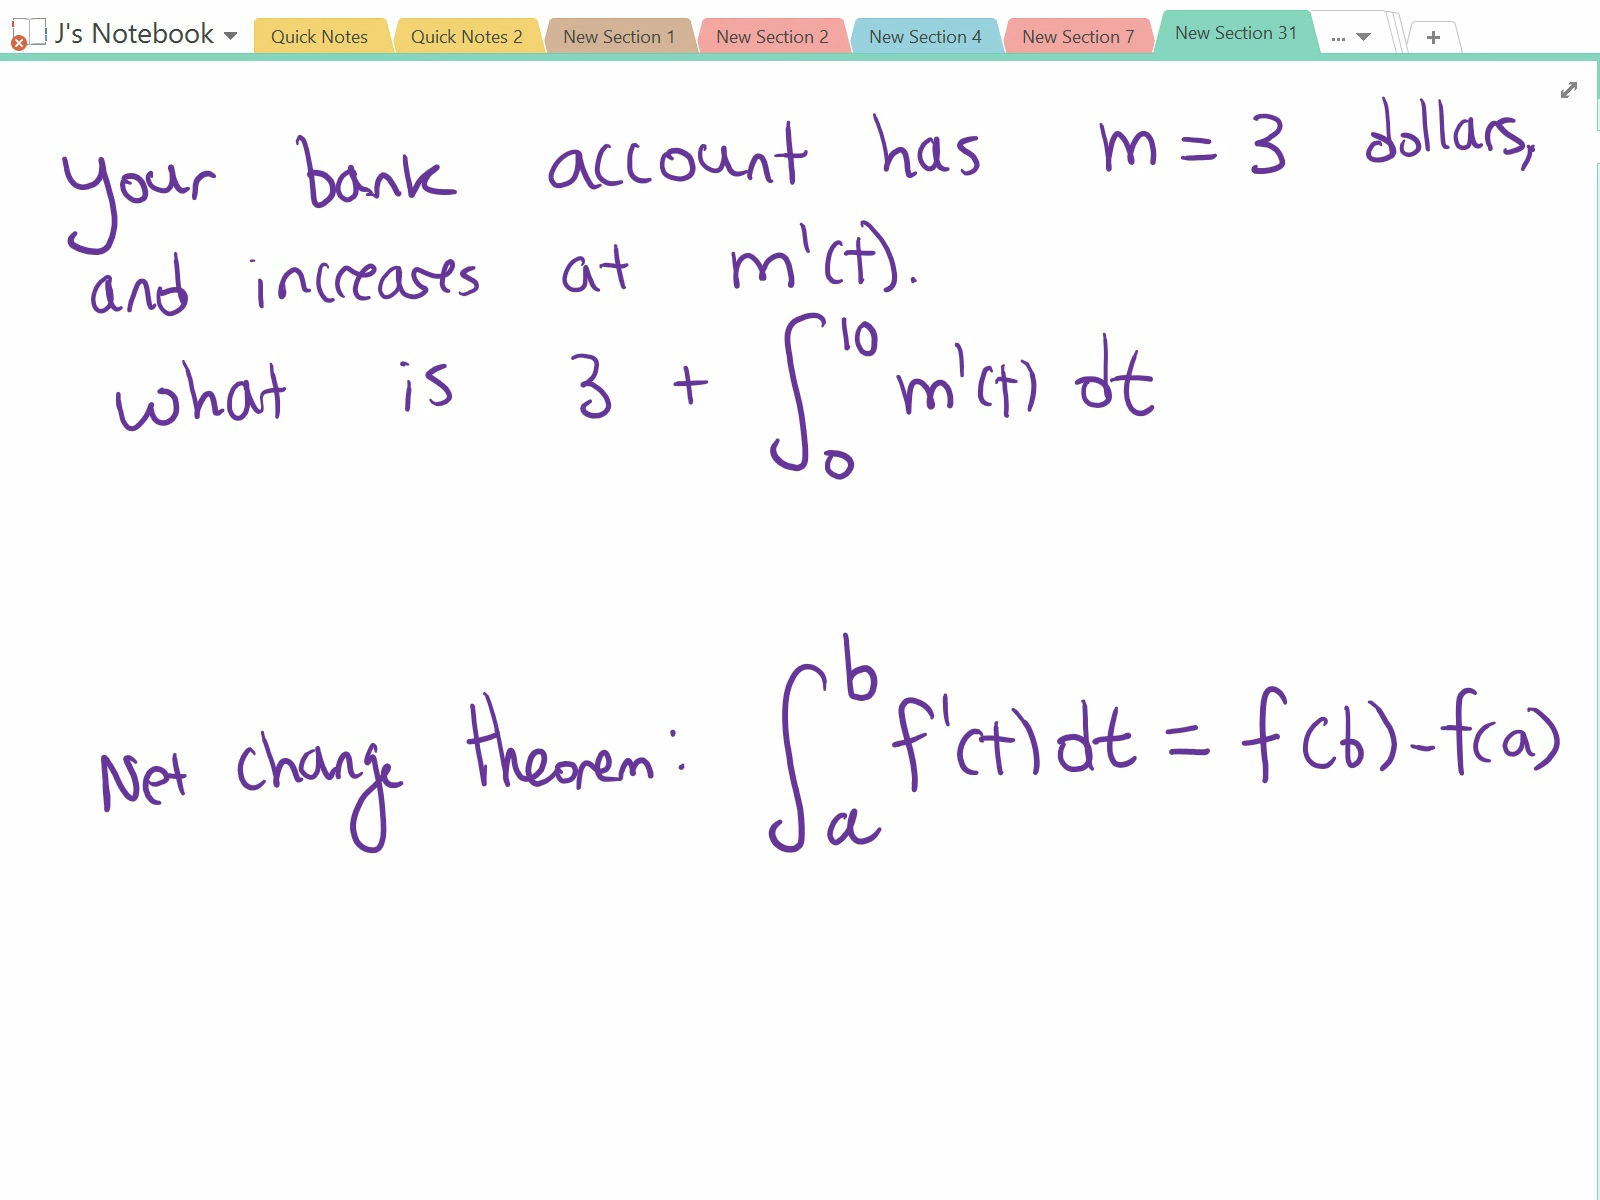 J's Notebook Quick Notes Quick Notes 2 New Section 1 New Section 2 New Section 4 New Section 7 New Section 31 ... +
your bank account has m = 3 dollars,
and increases at m'(t).
what is 3 + ∫₀¹⁰ m'(t) dt
Net change theorem: ∫ₐᵇ f'(t) dt = f(b) - f(a)